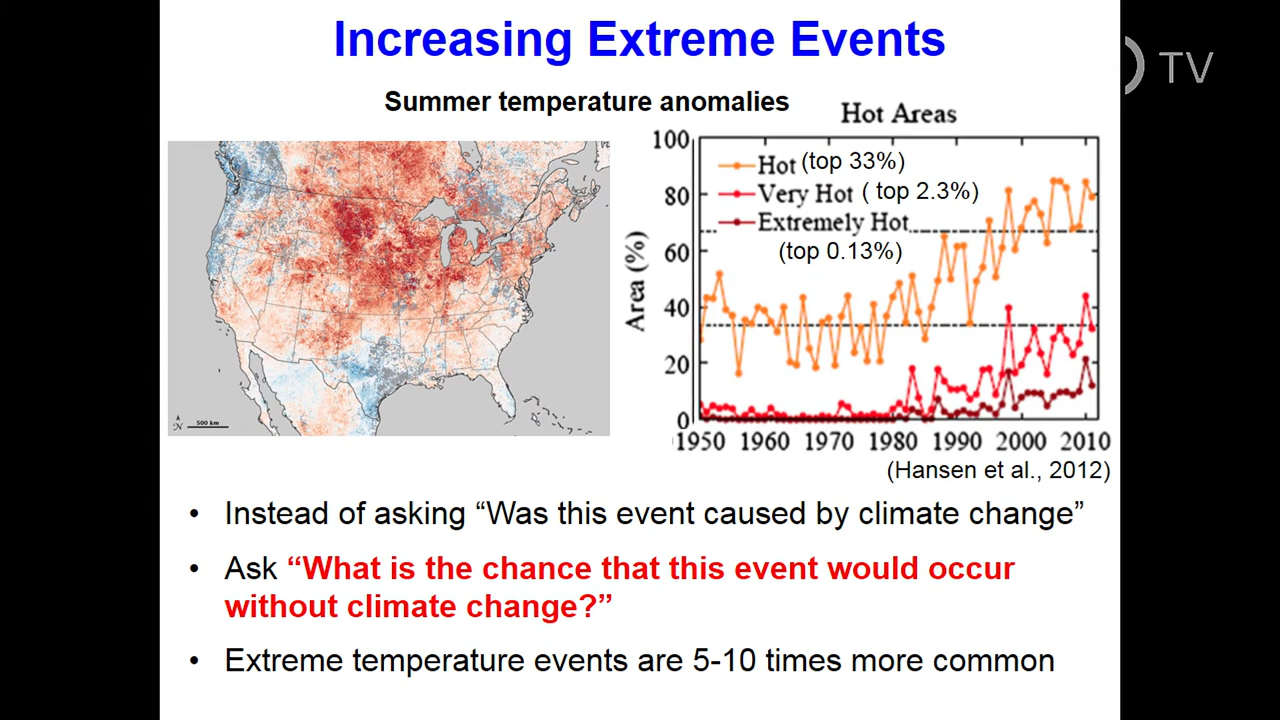 Increasing Extreme Events
TV
Summer temperature anomalies
Hot Areas
100
80
60
40
20
0
Area (%)
Hot (top 33%)
Very Hot ( top 2.3%)
Extremely Hot
(top 0.13%)
1950 1960 1970 1980 1990 2000 2010
(Hansen et al., 2012)
N
500 km
• Instead of asking “Was this event caused by climate change”
• Ask “What is the chance that this event would occur
without climate change?”
• Extreme temperature events are 5-10 times more common